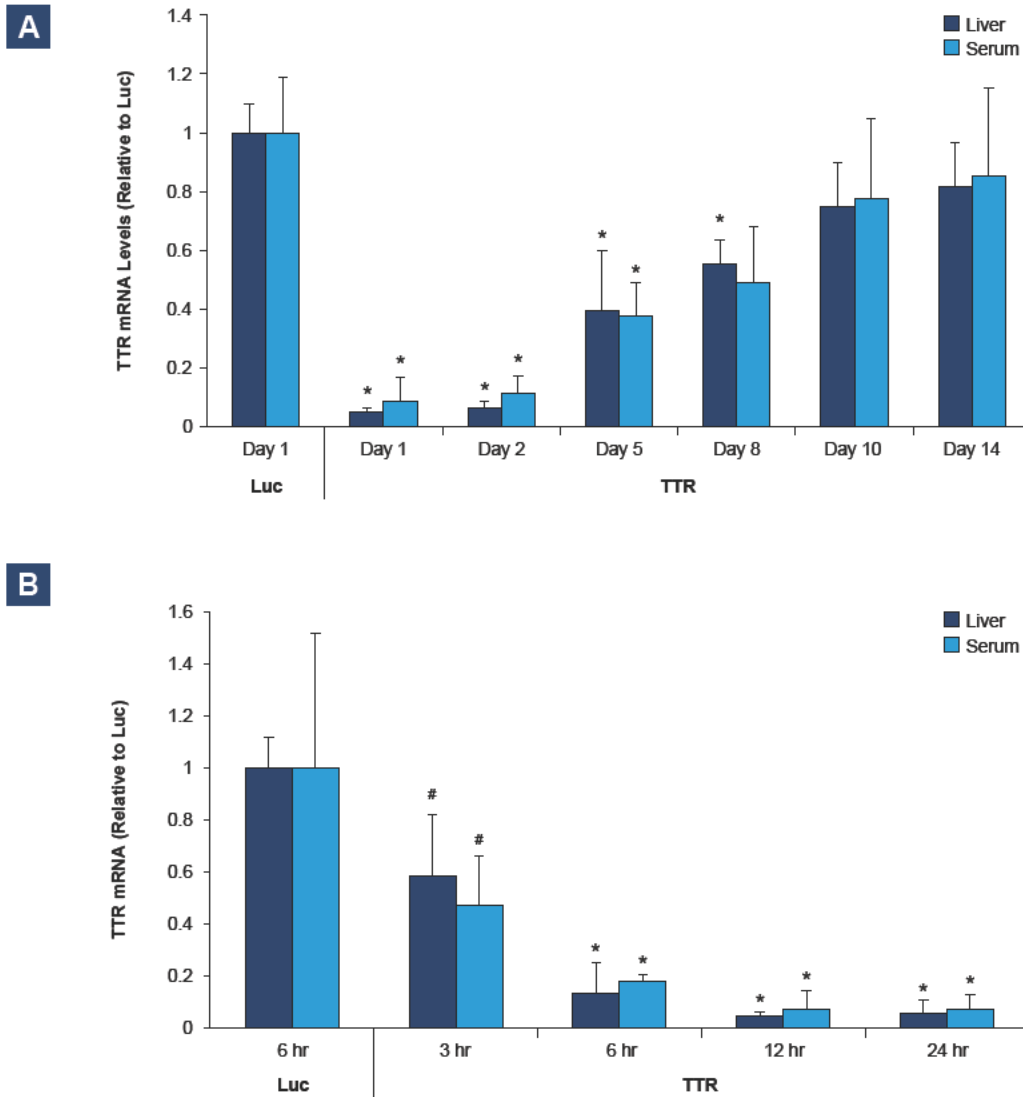 A
Liver
Serum
TTR mRNA Levels (Relative to Luc)
1.4
1.2
1
0.8
0.6
0.4
0.2
0
* * * * * * *
Day 1 Day 1 Day 2 Day 5 Day 8 Day 10 Day 14
Luc TTR
B
Liver
Serum
TTR mRNA (Relative to Luc)
1.6
1.4
1.2
1
0.8
0.6
0.4
0.2
0
# # * * * * * *
6 hr 3 hr 6 hr 12 hr 24 hr
Luc TTR